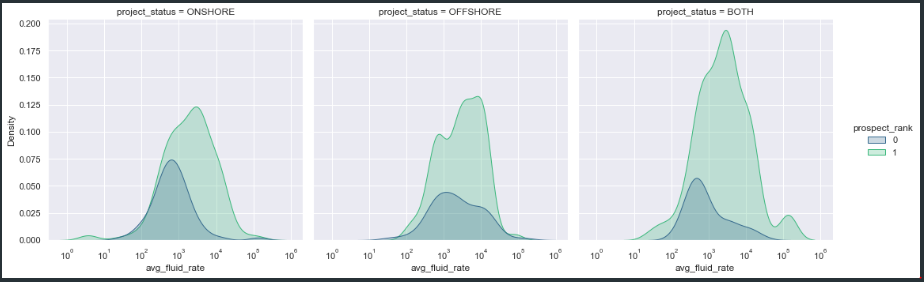 project_status = ONSHORE
project_status = OFFSHORE
project_status = BOTH
0.200
0.175
0.150
0.125
0.100
0.075
0.050
0.025
0.000
Density
10⁰ 10¹ 10² 10³ 10⁴ 10⁵ 10⁶
avg_fluid_rate
10⁰ 10¹ 10² 10³ 10⁴ 10⁵ 10⁶
avg_fluid_rate
10⁰ 10¹ 10² 10³ 10⁴ 10⁵ 10⁶
avg_fluid_rate
prospect_rank
0
1